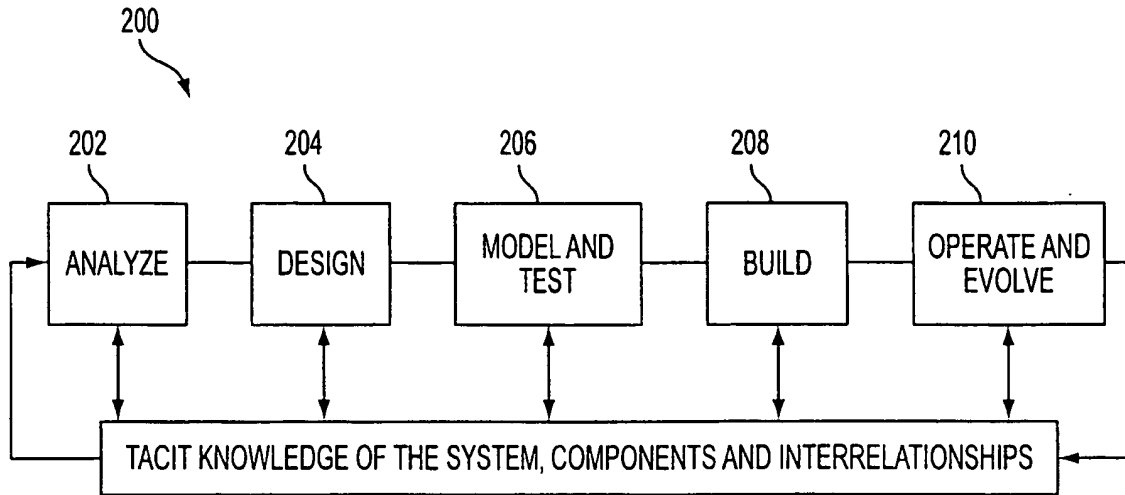 200
202
204
206
208
210
ANALYZE
DESIGN
MODEL AND
TEST
BUILD
OPERATE AND
EVOLVE
TACIT KNOWLEDGE OF THE SYSTEM, COMPONENTS AND INTERRELATIONSHIPS